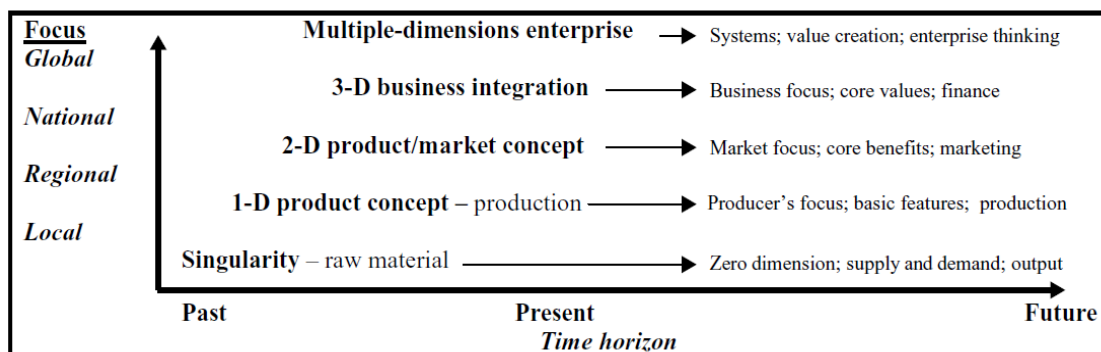 Focus
Global
National
Regional
Local
Multiple-dimensions enterprise
Systems; value creation; enterprise thinking
3-D business integration
Business focus; core values; finance
2-D product/market concept
Market focus; core benefits; marketing
1-D product concept – production
Producer's focus; basic features; production
Singularity – raw material
Zero dimension; supply and demand; output
Past
Present
Future
Time horizon